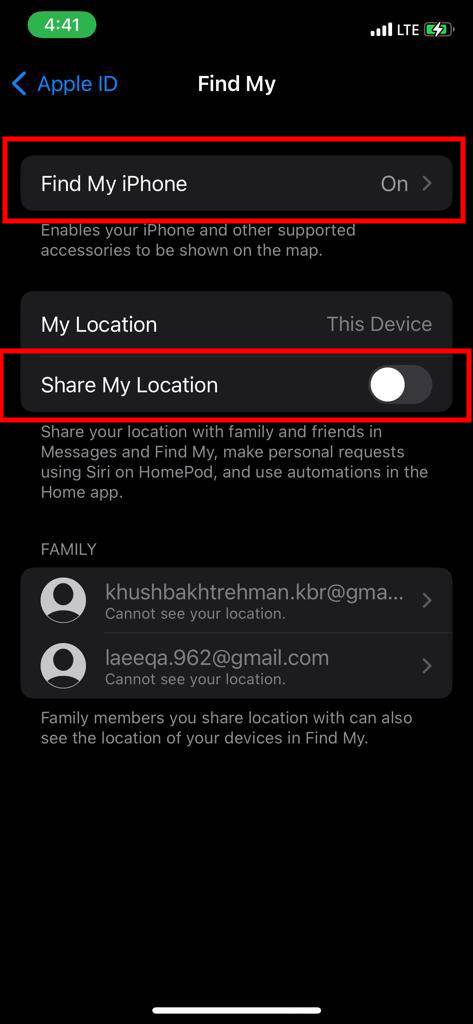 4:41
LTE
Apple ID
Find My
Find My iPhone
On
Enables your iPhone and other supported
accessories to be shown on the map.
My Location
This Device
Share My Location
Share your location with family and friends in
Messages and Find My, make personal requests
using Siri on HomePod, and use automations in the
Home app.
FAMILY
khushbakhtrehman.kbr@gma...
Cannot see your location.
laeeqa.962@gmail.com
Cannot see your location.
Family members you share location with can also
see the location of your devices in Find My.